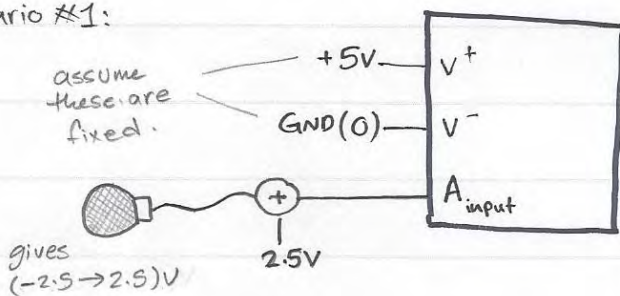 ario #1:
assume
these are
fixed.
+5V
V+
GND(0)
V-
A input
+
2.5V
gives
(-2.5→2.5)V